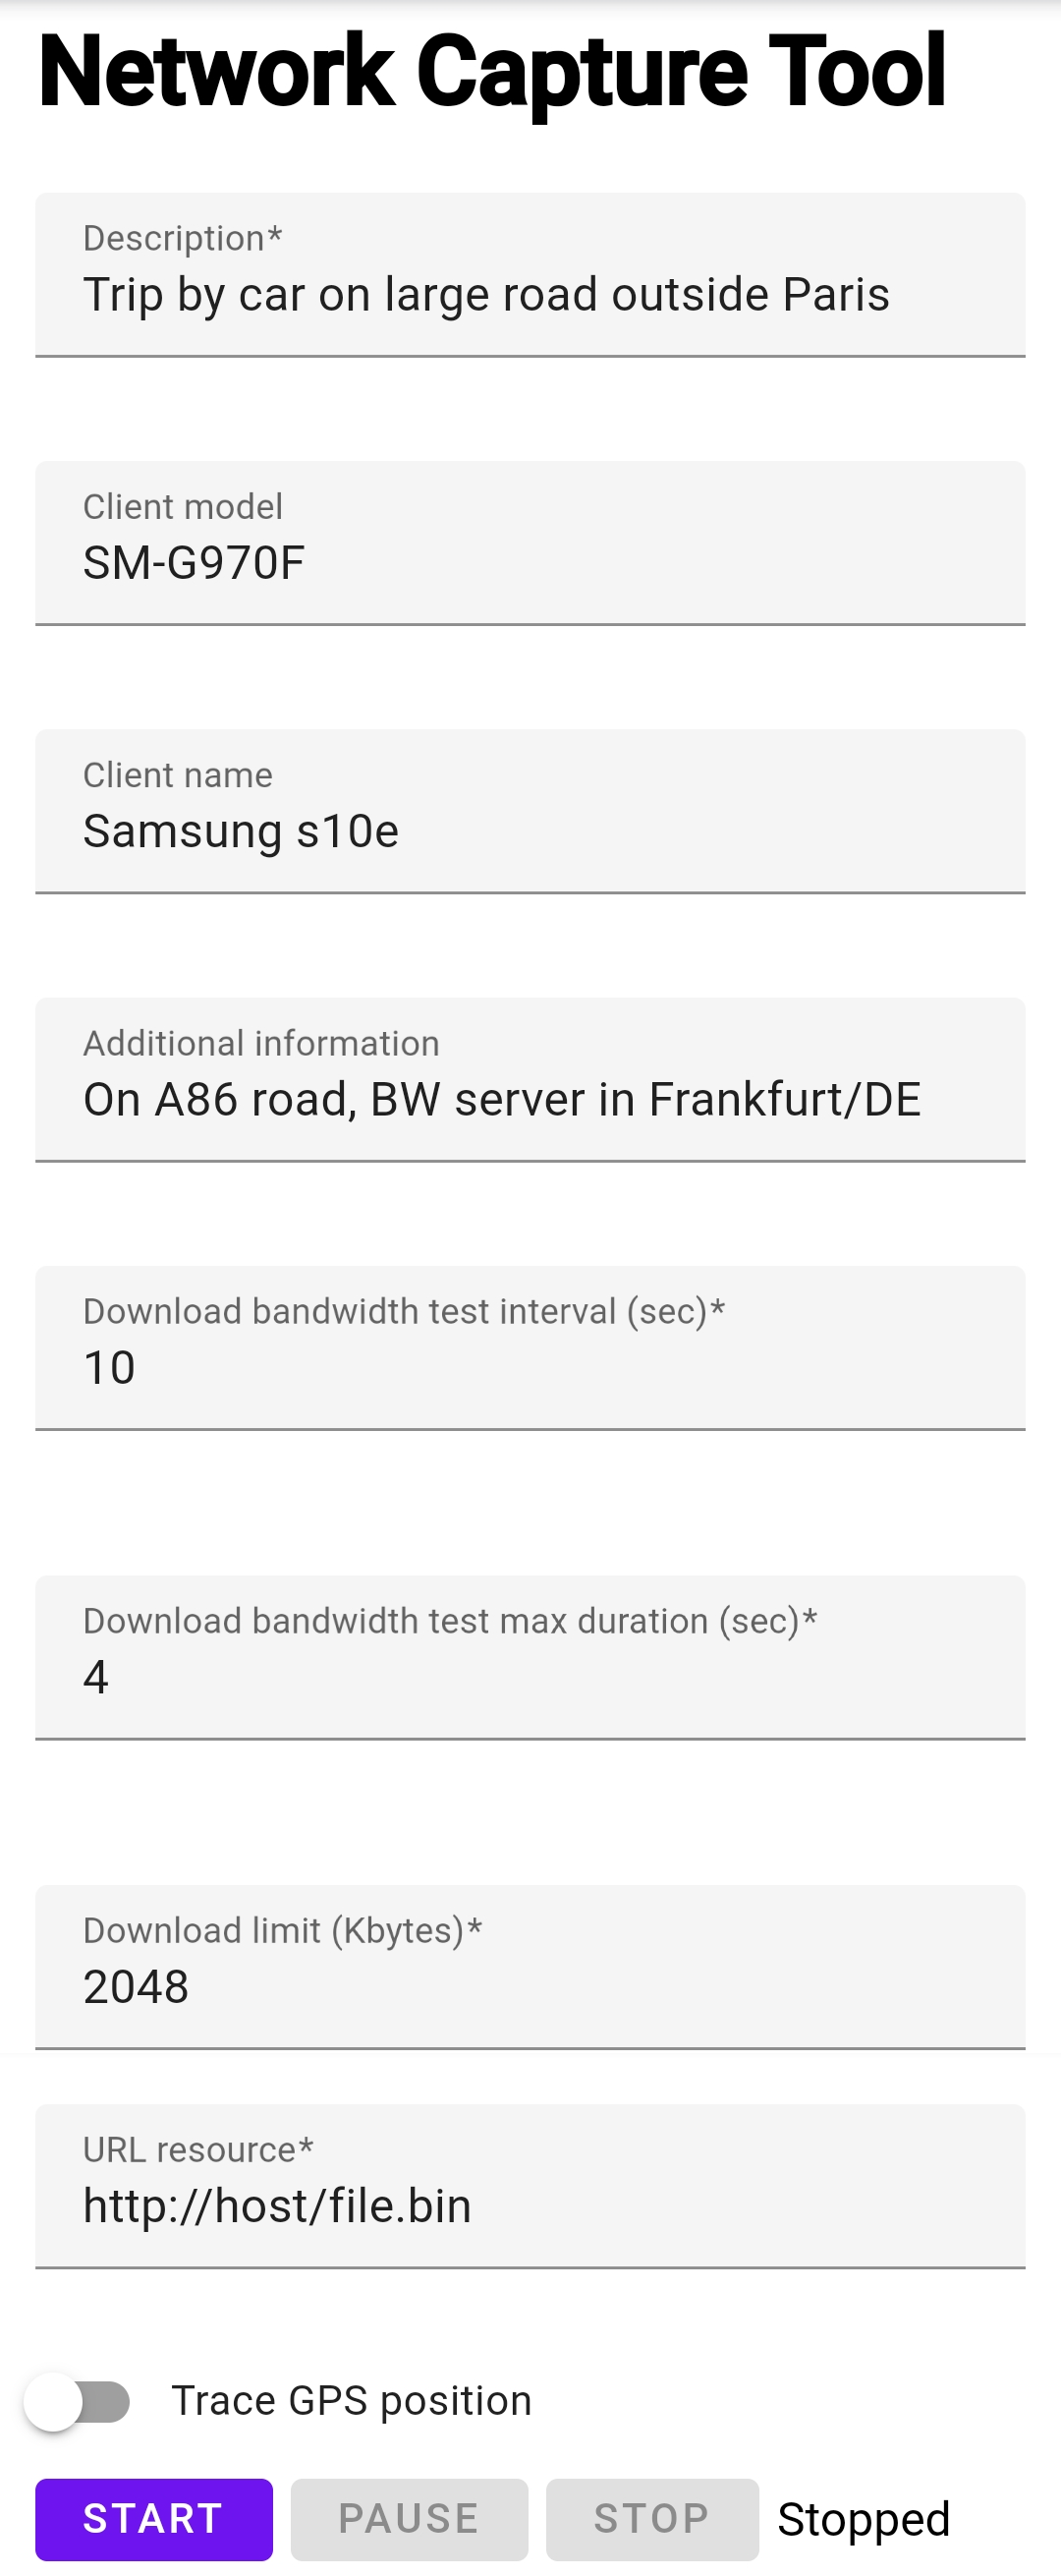 Network Capture Tool
Description*
Trip by car on large road outside Paris
Client model
SM-G970F
Client name
Samsung s10e
Additional information
On A86 road, BW server in Frankfurt/DE
Download bandwidth test interval (sec)*
10
Download bandwidth test max duration (sec)*
4
Download limit (Kbytes)*
2048
URL resource*
http://host/file.bin
Trace GPS position
START PAUSE STOP Stopped